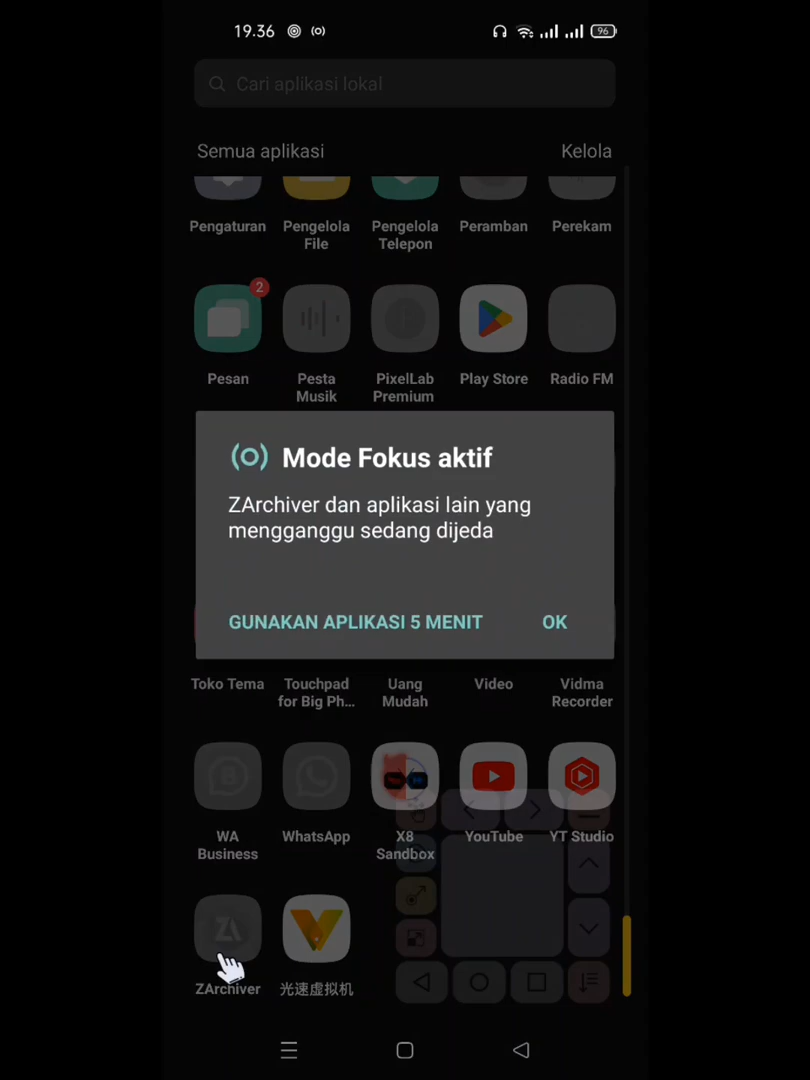 19.36
96
Cari aplikasi lokal
Semua aplikasi
Kelola
Pengaturan
Pengelola
File
Pengelola
Telepon
Peramban
Perekam
2
Pesan
Pesta
Musik
PixelLab
Premium
Play Store
Radio FM
Mode Fokus aktif
ZArchiver dan aplikasi lain yang
mengganggu sedang dijeda
GUNAKAN APLIKASI 5 MENIT
OK
Toko Tema
Touchpad
for Big Ph...
Uang
Mudah
Video
Vidma
Recorder
WA
Business
WhatsApp
X8
Sandbox
YouTube
YT Studio
ZA
ZArchiver
光速虚拟机